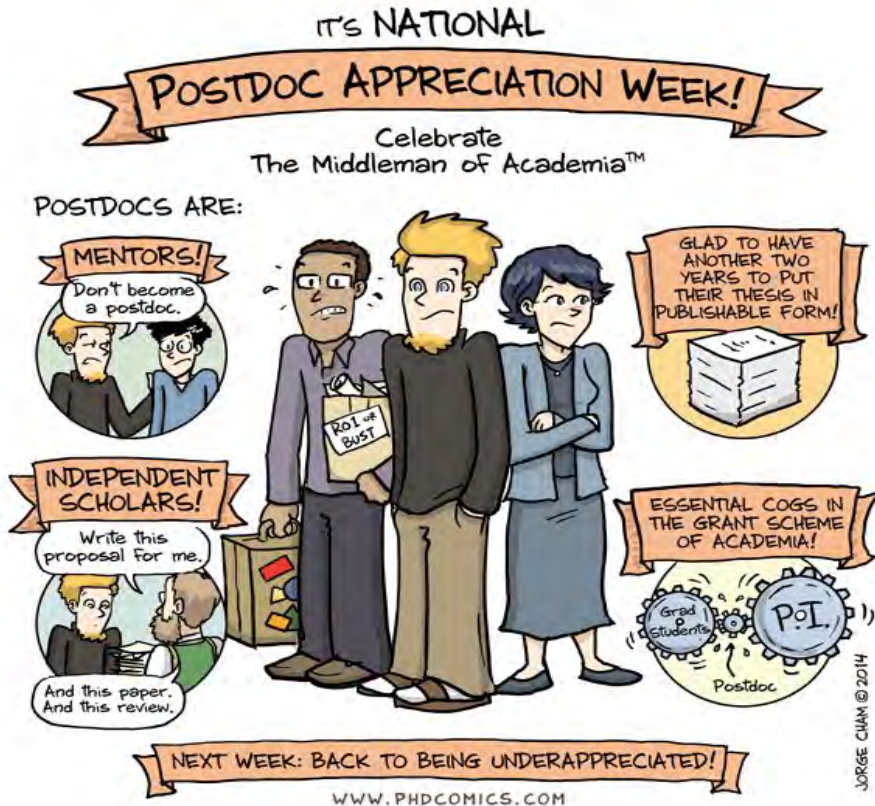 IT'S NATIONAL
POSTDOC APPRECIATION WEEK!
Celebrate
The Middleman of Academia™
POSTDOCS ARE:
MENTORS!
Don't become
a postdoc.
INDEPENDENT
SCHOLARS!
Write this
proposal for me.
And this paper.
And this review.
R01 or
BUST
GLAD TO HAVE
ANOTHER TWO
YEARS TO PUT
THEIR THESIS IN
PUBLISHABLE FORM!
ESSENTIAL COGS IN
THE GRANT SCHEME
OF ACADEMIA!
Grad
Students
P.I.
Postdoc
JORGE CHAM © 2014
NEXT WEEK: BACK TO BEING UNDERAPPRECIATED!
WWW.PHDCOMICS.COM